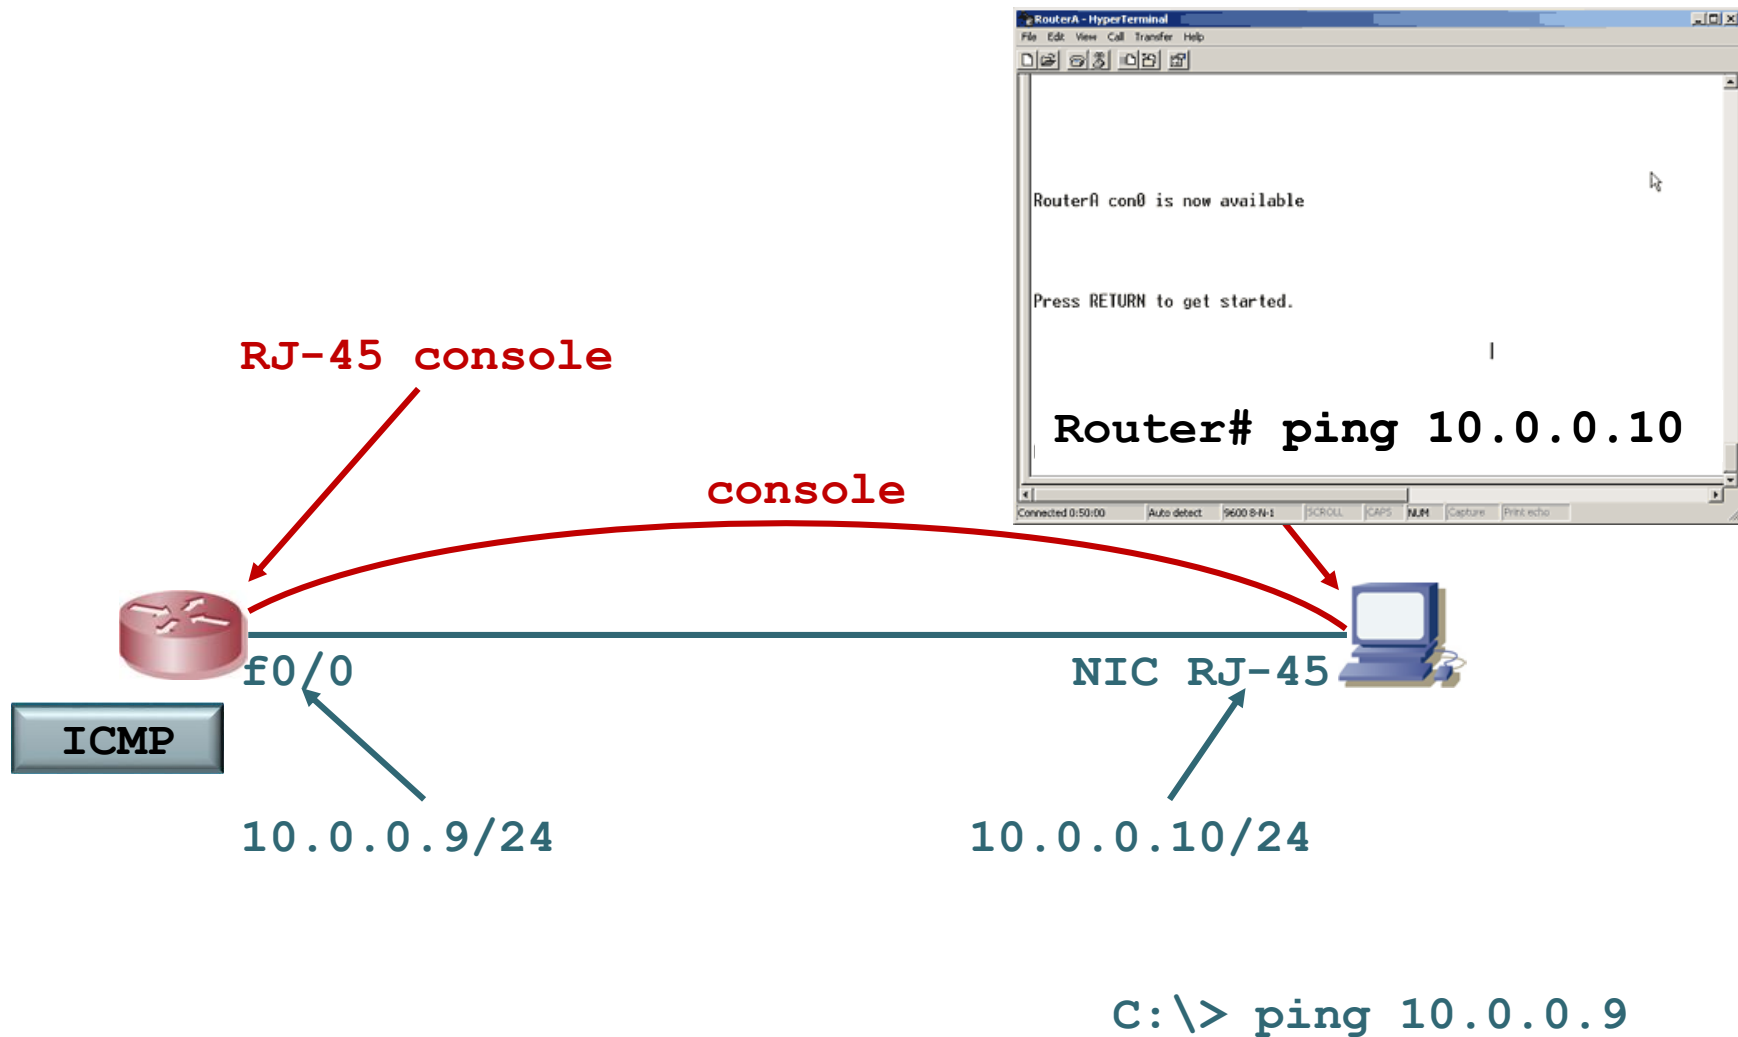 RouterA - HyperTerminal
File Edit View Call Transfer Help
RouterA con0 is now available
Press RETURN to get started.
Router# ping 10.0.0.10
Connected 0:50:00 Auto detect 9600 8-N-1 SCROLL CAPS NUM Capture Print echo
RJ-45 console
console
f0/0
NIC RJ-45
ICMP
10.0.0.9/24
10.0.0.10/24
C:\> ping 10.0.0.9